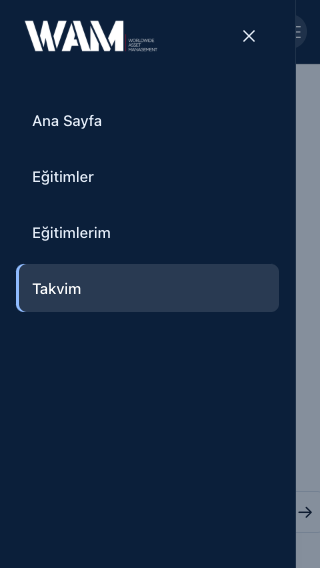 WAM
WORLDWIDE
ASSET
MANAGEMENT
Ana Sayfa
Eğitimler
Eğitimlerim
Takvim